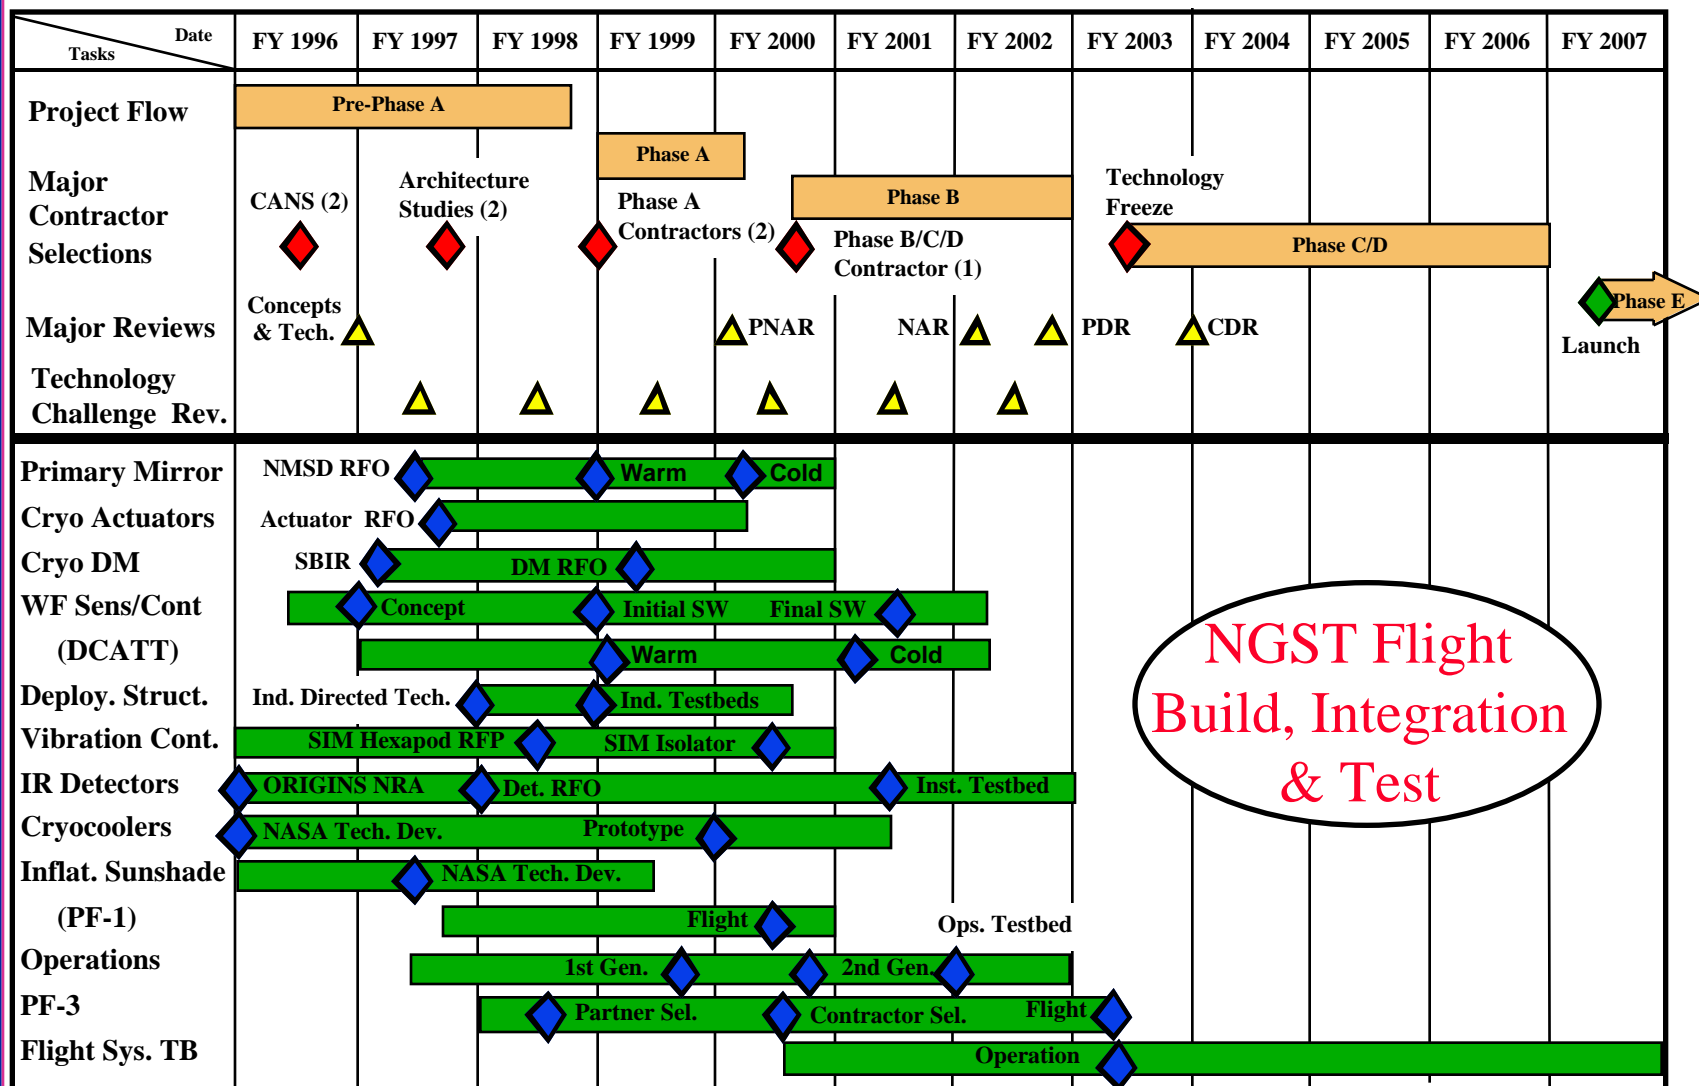 Date
Tasks
FY 1996 FY 1997 FY 1998 FY 1999 FY 2000 FY 2001 FY 2002 FY 2003 FY 2004 FY 2005 FY 2006 FY 2007
Project Flow
Pre-Phase A
Phase A
Phase B
Phase C/D
Phase E
Major
Contractor
Selections
CANS (2)
Architecture
Studies (2)
Phase A
Contractors (2)
Phase B/C/D
Contractor (1)
Technology
Freeze
Launch
Major Reviews
Concepts
& Tech.
PNAR
NAR
PDR
CDR
Technology
Challenge Rev.
Primary Mirror
NMSD RFO
Warm
Cold
Cryo Actuators
Actuator RFO
Cryo DM
SBIR
DM RFO
WF Sens/Cont
Concept
Initial SW
Final SW
(DCATT)
Warm
Cold
Deploy. Struct.
Ind. Directed Tech.
Ind. Testbeds
Vibration Cont.
SIM Hexapod RFP
SIM Isolator
IR Detectors
ORIGINS NRA
Det. RFO
Inst. Testbed
Cryocoolers
NASA Tech. Dev.
Prototype
Inflat. Sunshade
NASA Tech. Dev.
(PF-1)
Flight
Ops. Testbed
Operations
1st Gen.
2nd Gen.
PF-3
Partner Sel.
Contractor Sel.
Flight
Flight Sys. TB
Operation
NGST Flight
Build, Integration
& Test